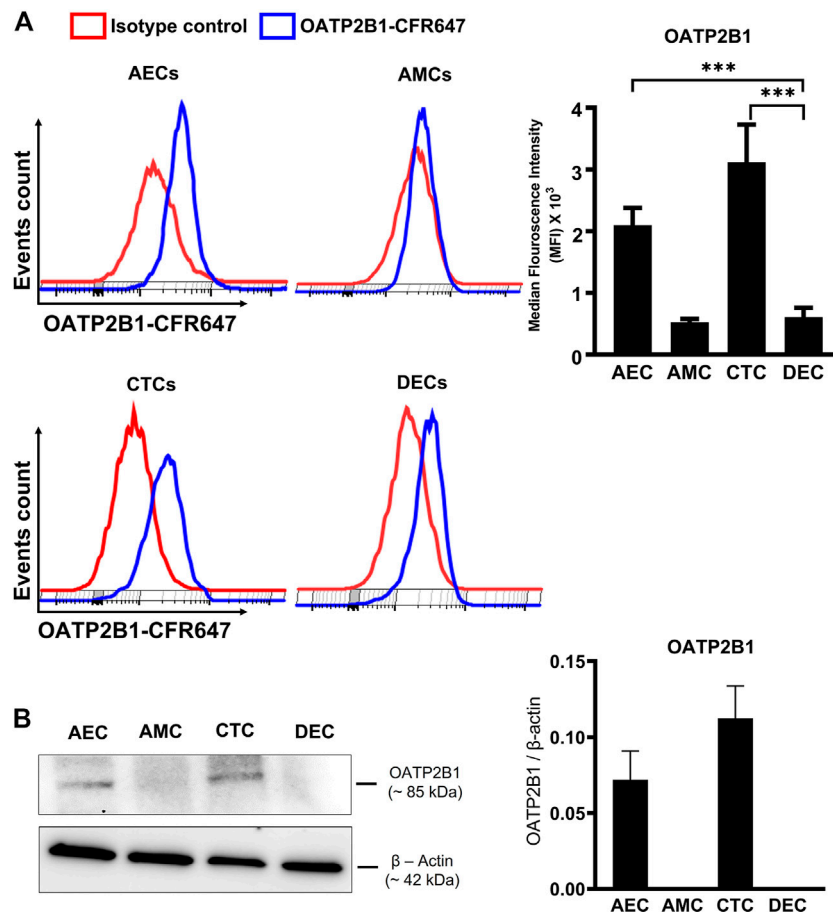 A
Isotype control
OATP2B1-CFR647
AECs
AMCs
Events count
OATP2B1-CFR647
CTCs
DECs
Events count
OATP2B1-CFR647
OATP2B1
***
***
Median Flouroscence Intensity
(MFI) X 10³
4
3
2
1
0
AEC AMC CTC DEC
B
AEC AMC CTC DEC
OATP2B1
(~ 85 kDa)
β – Actin
(~ 42 kDa)
OATP2B1
OATP2B1 / β-actin
0.15
0.10
0.05
0.00
AEC AMC CTC DEC